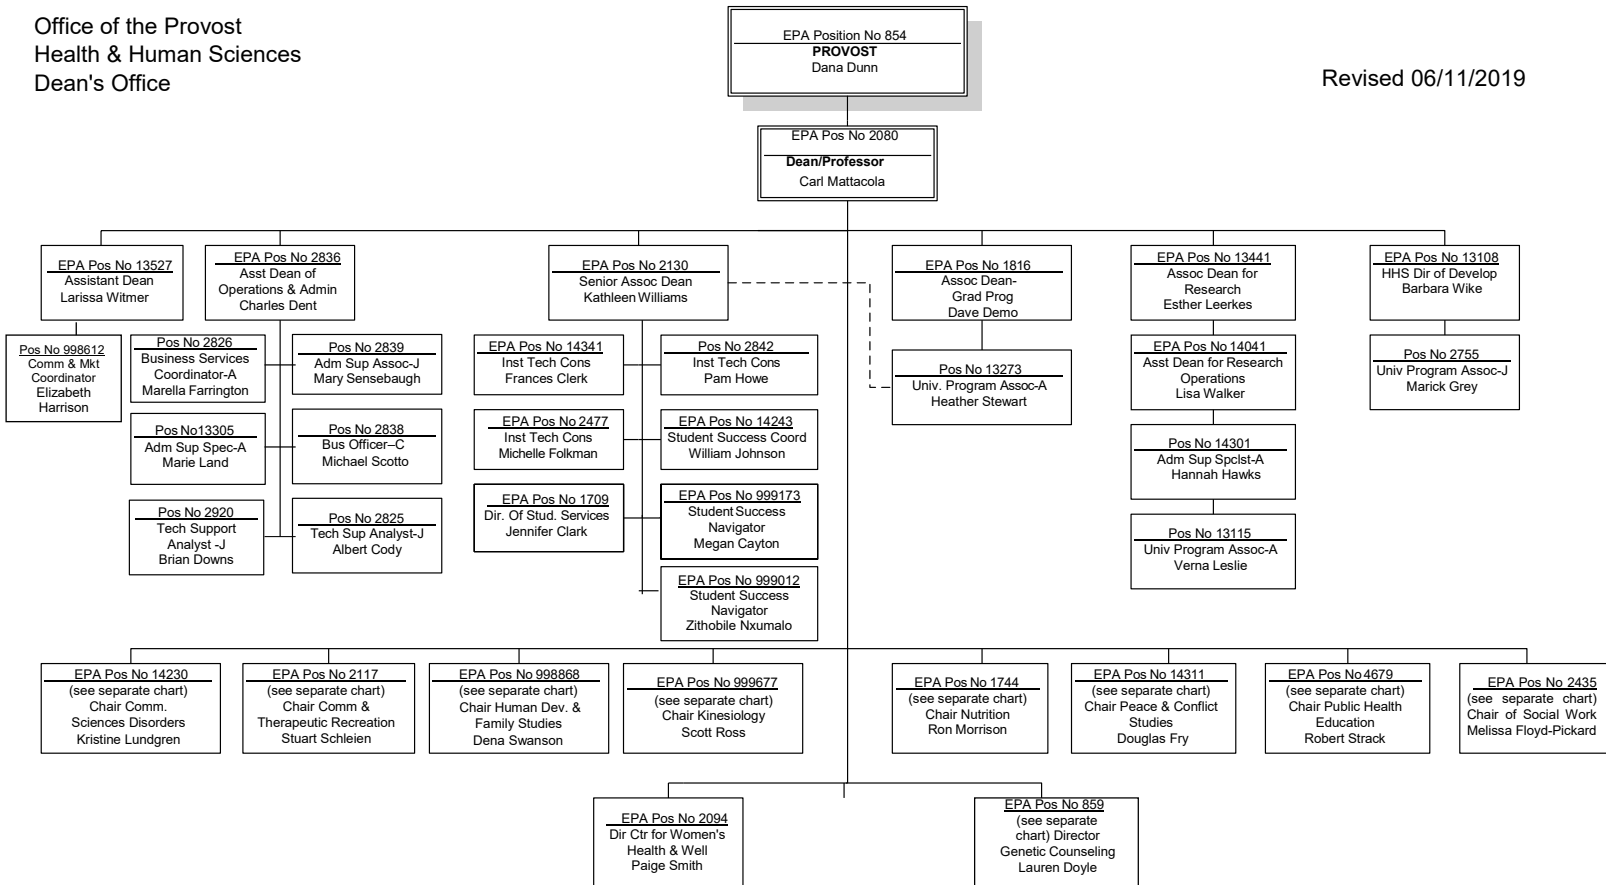 Office of the Provost
Health & Human Sciences
Dean's Office
Revised 06/11/2019
EPA Position No 854
PROVOST
Dana Dunn
EPA Pos No 2080
Dean/Professor
Carl Mattacola
EPA Pos No 13527
Assistant Dean
Larissa Witmer
EPA Pos No 2836
Asst Dean of
Operations & Admin
Charles Dent
EPA Pos No 2130
Senior Assoc Dean
Kathleen Williams
EPA Pos No 1816
Assoc Dean-
Grad Prog
Dave Demo
EPA Pos No 13441
Assoc Dean for
Research
Esther Leerkes
EPA Pos No 13108
HHS Dir of Develop
Barbara Wike
Pos No 998612
Comm & Mkt
Coordinator
Elizabeth
Harrison
Pos No 2826
Business Services
Coordinator-A
Marella Farrington
Pos No 2839
Adm Sup Assoc-J
Mary Sensebaugh
EPA Pos No 14341
Inst Tech Cons
Frances Clerk
Pos No 2842
Inst Tech Cons
Pam Howe
Pos No 13273
Univ. Program Assoc-A
Heather Stewart
EPA Pos No 14041
Asst Dean for Research
Operations
Lisa Walker
Pos No 2755
Univ Program Assoc-J
Marick Grey
Pos No13305
Adm Sup Spec-A
Marie Land
Pos No 2838
Bus Officer–C
Michael Scotto
EPA Pos No 2477
Inst Tech Cons
Michelle Folkman
EPA Pos No 14243
Student Success Coord
William Johnson
Pos No 14301
Adm Sup Spclst-A
Hannah Hawks
Pos No 2920
Tech Support
Analyst -J
Brian Downs
Pos No 2825
Tech Sup Analyst-J
Albert Cody
EPA Pos No 1709
Dir. Of Stud. Services
Jennifer Clark
EPA Pos No 999173
Student Success
Navigator
Megan Cayton
Pos No 13115
Univ Program Assoc-A
Verna Leslie
EPA Pos No 999012
Student Success
Navigator
Zithobile Nxumalo
EPA Pos No 14230
(see separate chart)
Chair Comm.
Sciences Disorders
Kristine Lundgren
EPA Pos No 2117
(see separate chart)
Chair Comm &
Therapeutic Recreation
Stuart Schleien
EPA Pos No 998868
(see separate chart)
Chair Human Dev. &
Family Studies
Dena Swanson
EPA Pos No 999677
(see separate chart)
Chair Kinesiology
Scott Ross
EPA Pos No 1744
(see separate chart)
Chair Nutrition
Ron Morrison
EPA Pos No 14311
(see separate chart)
Chair Peace & Conflict
Studies
Douglas Fry
EPA Pos No 4679
(see separate chart)
Chair Public Health
Education
Robert Strack
EPA Pos No 2435
(see separate chart)
Chair of Social Work
Melissa Floyd-Pickard
EPA Pos No 2094
Dir Ctr for Women's
Health & Well
Paige Smith
EPA Pos No 859
(see separate
chart) Director
Genetic Counseling
Lauren Doyle